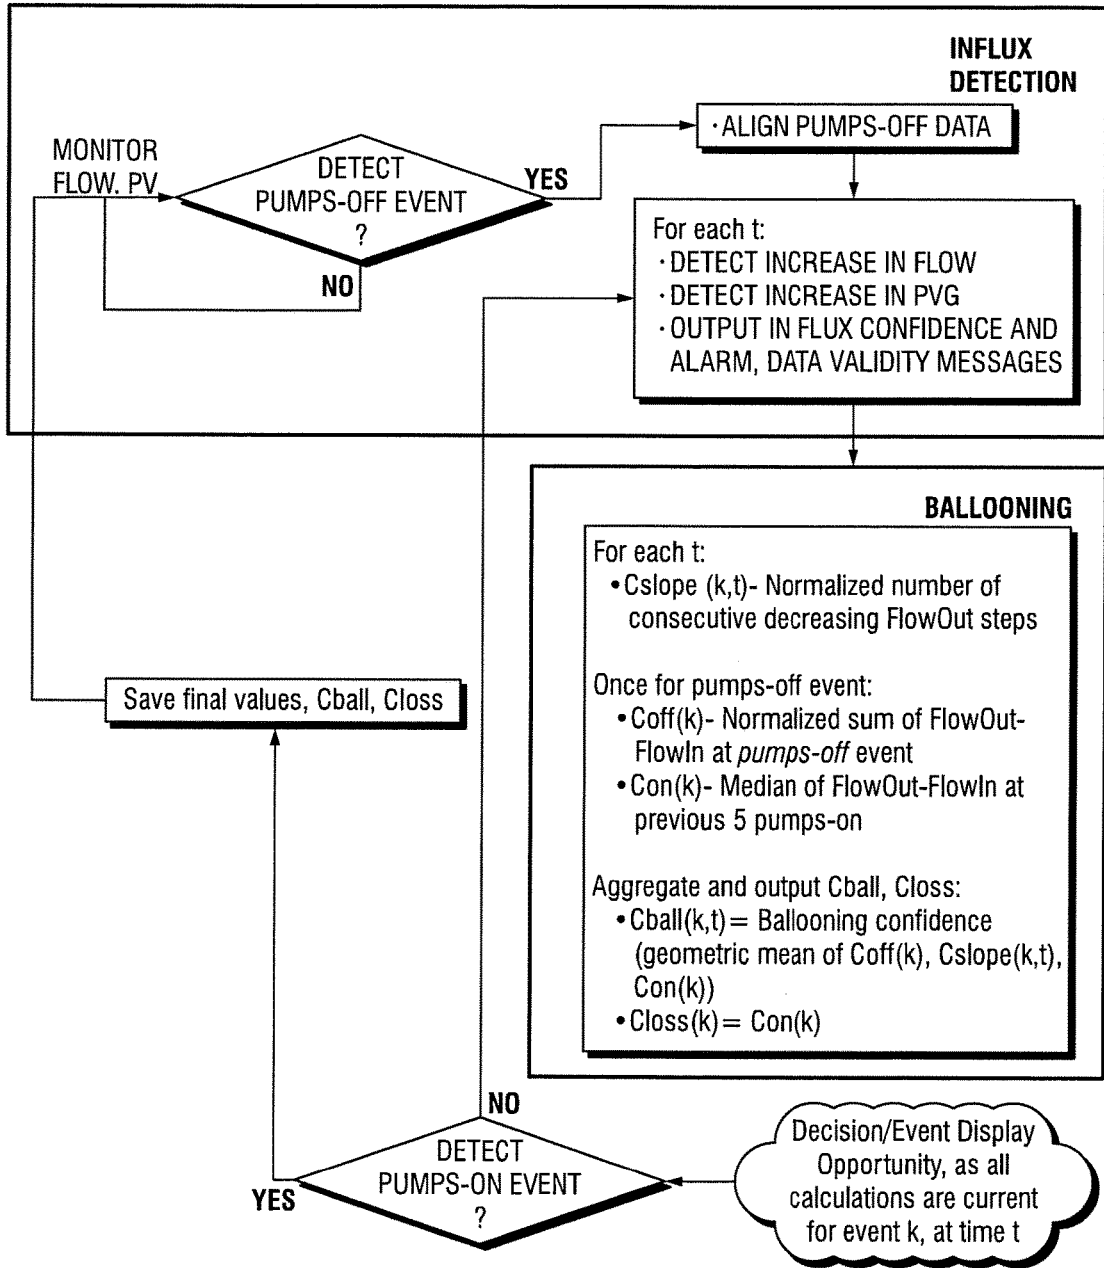 INFLUX
DETECTION
· ALIGN PUMPS-OFF DATA
MONITOR
FLOW. PV
DETECT
PUMPS-OFF EVENT
?
YES
NO
For each t:
· DETECT INCREASE IN FLOW
· DETECT INCREASE IN PVG
· OUTPUT IN FLUX CONFIDENCE AND
ALARM, DATA VALIDITY MESSAGES
BALLOONING
For each t:
• Cslope (k,t)- Normalized number of
consecutive decreasing FlowOut steps
Once for pumps-off event:
• Coff(k)- Normalized sum of FlowOut-
FlowIn at pumps-off event
• Con(k)- Median of FlowOut-FlowIn at
previous 5 pumps-on
Aggregate and output Cball, Closs:
• Cball(k,t) = Ballooning confidence
(geometric mean of Coff(k), Cslope(k,t),
Con(k))
• Closs(k) = Con(k)
Save final values, Cball, Closs
NO
DETECT
PUMPS-ON EVENT
?
YES
Decision/Event Display
Opportunity, as all
calculations are current
for event k, at time t